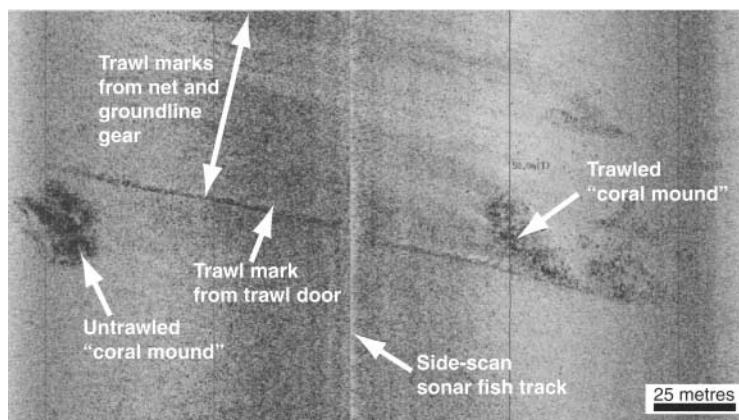 Trawl marks
from net and
groundline
gear
Trawled
“coral mound”
Trawl mark
from trawl door
Untrawled
“coral mound”
Side-scan
sonar fish track
25 metres